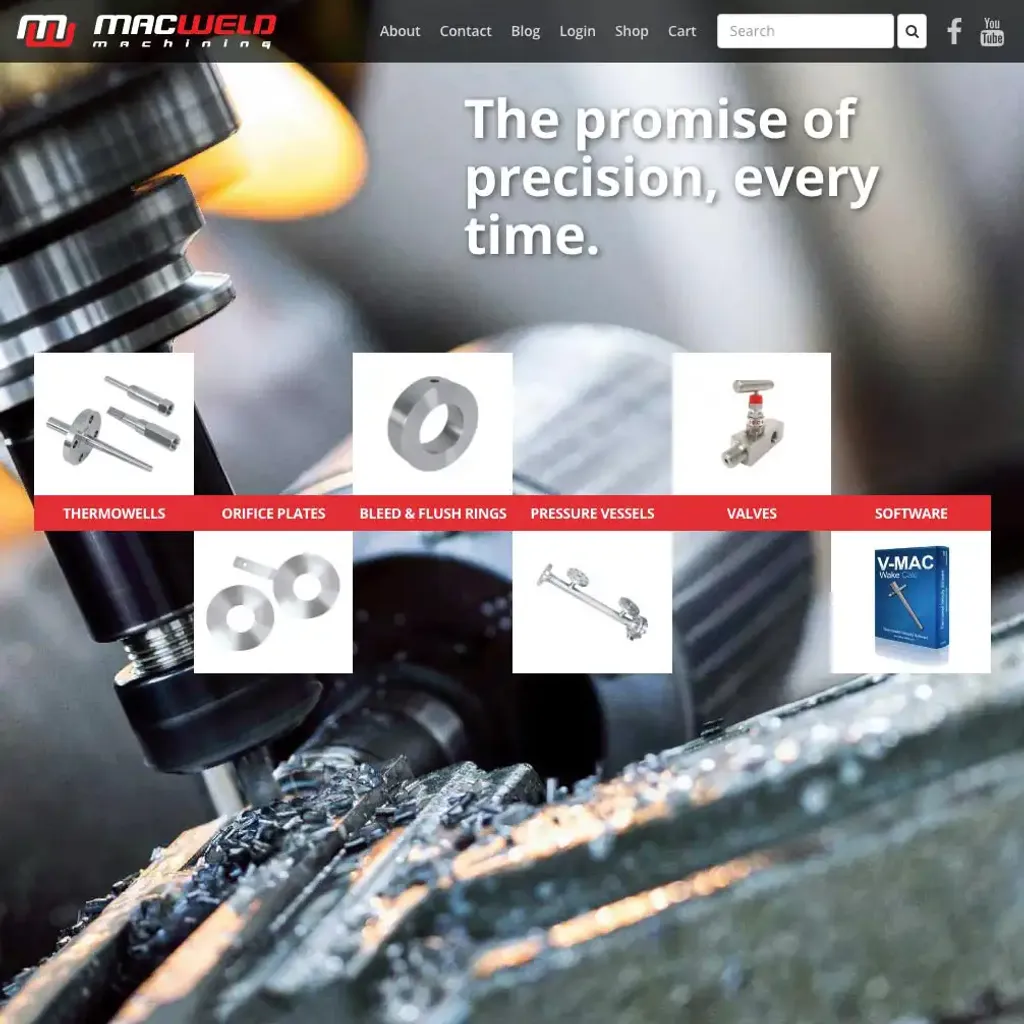 MACWELD
machining
About Contact Blog Login Shop Cart Search
You
Tube
The promise of
precision, every
time.
THERMOWELLS ORIFICE PLATES BLEED & FLUSH RINGS PRESSURE VESSELS VALVES SOFTWARE
V-MAC
Wake Calc